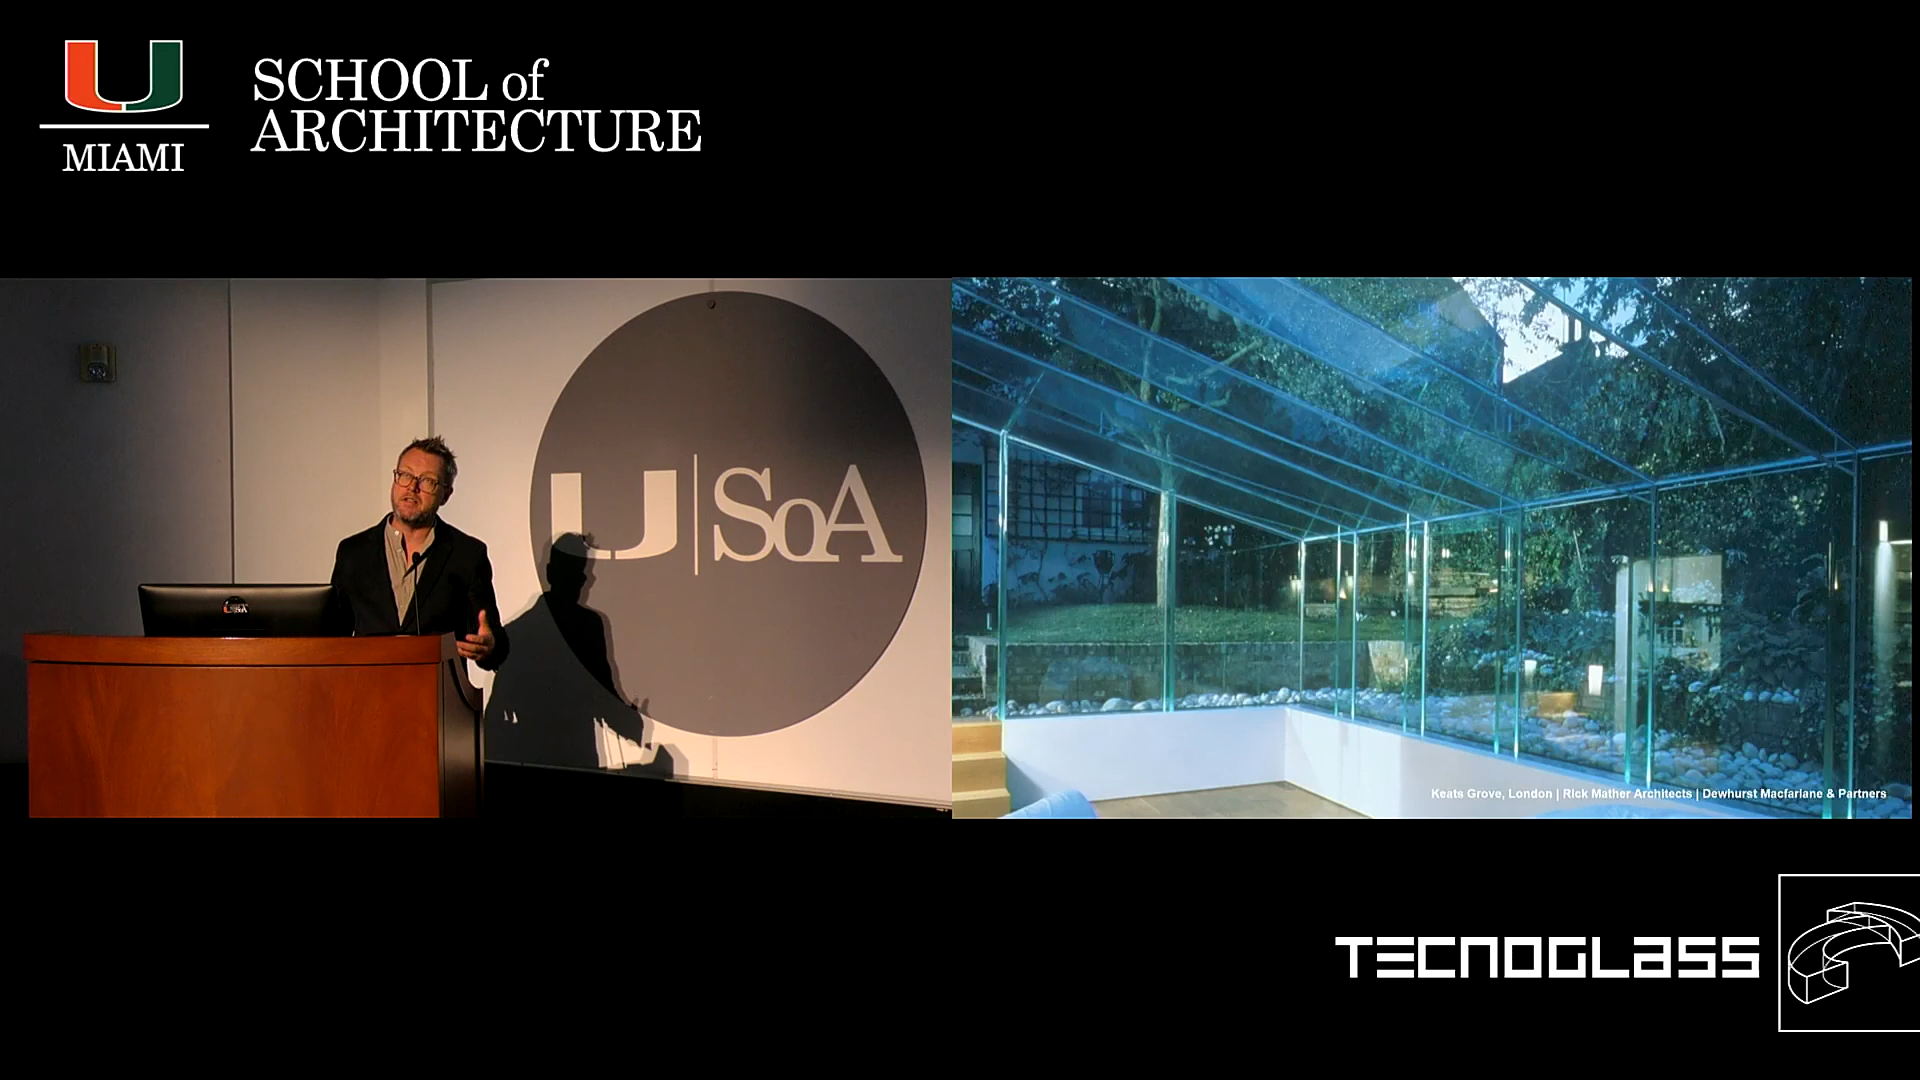 SCHOOL of
ARCHITECTURE
MIAMI
U | SoA
Keats Grove, London | Rick Mather Architects | Dewhurst Macfarlane & Partners
TECNOGLASS